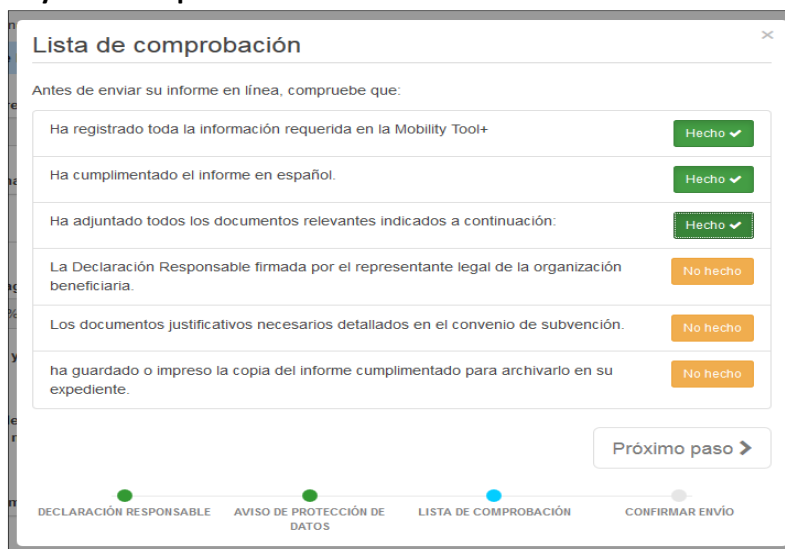 Lista de comprobación
×
Antes de enviar su informe en línea, compruebe que:
Ha registrado toda la información requerida en la Mobility Tool+
Hecho ✔
Ha cumplimentado el informe en español.
Hecho ✔
Ha adjuntado todos los documentos relevantes indicados a continuación:
Hecho ✔
La Declaración Responsable firmada por el representante legal de la organización
beneficiaria.
No hecho
Los documentos justificativos necesarios detallados en el convenio de subvención.
No hecho
ha guardado o impreso la copia del informe cumplimentado para archivarlo en su
expediente.
No hecho
Próximo paso ❯
DECLARACIÓN RESPONSABLE
AVISO DE PROTECCIÓN DE
DATOS
LISTA DE COMPROBACIÓN
CONFIRMAR ENVÍO